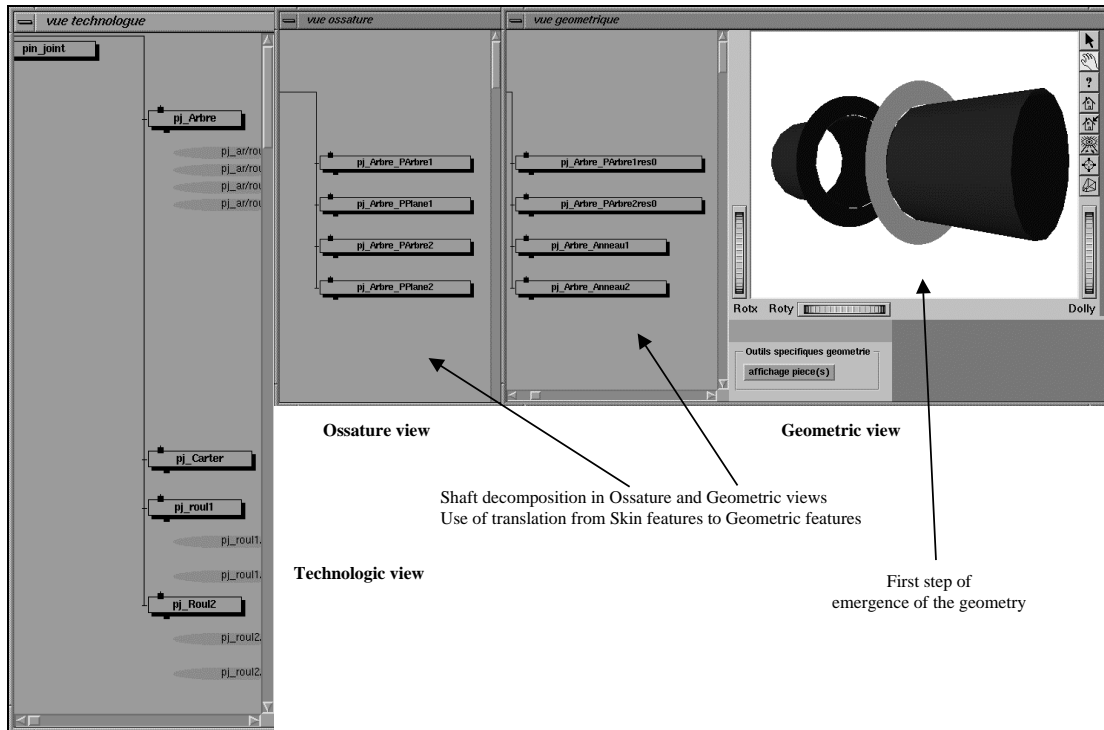 vue technologue
pin_joint
pj_Arbre
pj_ar/rou
pj_ar/rou
pj_ar/rou
pj_ar/rou
pj_Carter
pj_roul1
pj_roul1.
pj_roul1.
pj_Roul2
pj_roul2.
pj_roul2.
vue ossature
pj_Arbre_PArbre1
pj_Arbre_PPlane1
pj_Arbre_PArbre2
pj_Arbre_PPlane2
vue geometrique
pj_Arbre_PArbre1res0
pj_Arbre_PArbre2res0
pj_Arbre_Anneau1
pj_Arbre_Anneau2
?
Rotx Roty Dolly
Outils specifiques geometrie
affichage piece(s)
Ossature view
Geometric view
Shaft decomposition in Ossature and Geometric views
Use of translation from Skin features to Geometric features
Technologic view
First step of
emergence of the geometry